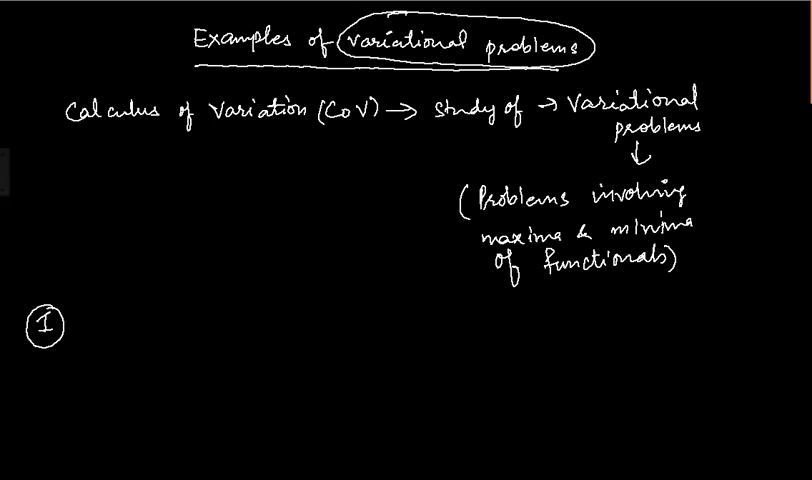 Examples of variational problems
Calculus of Variation (CoV) → Study of → Variational
problems
↓
(Problems involving
maxima & minima
of functionals)
I